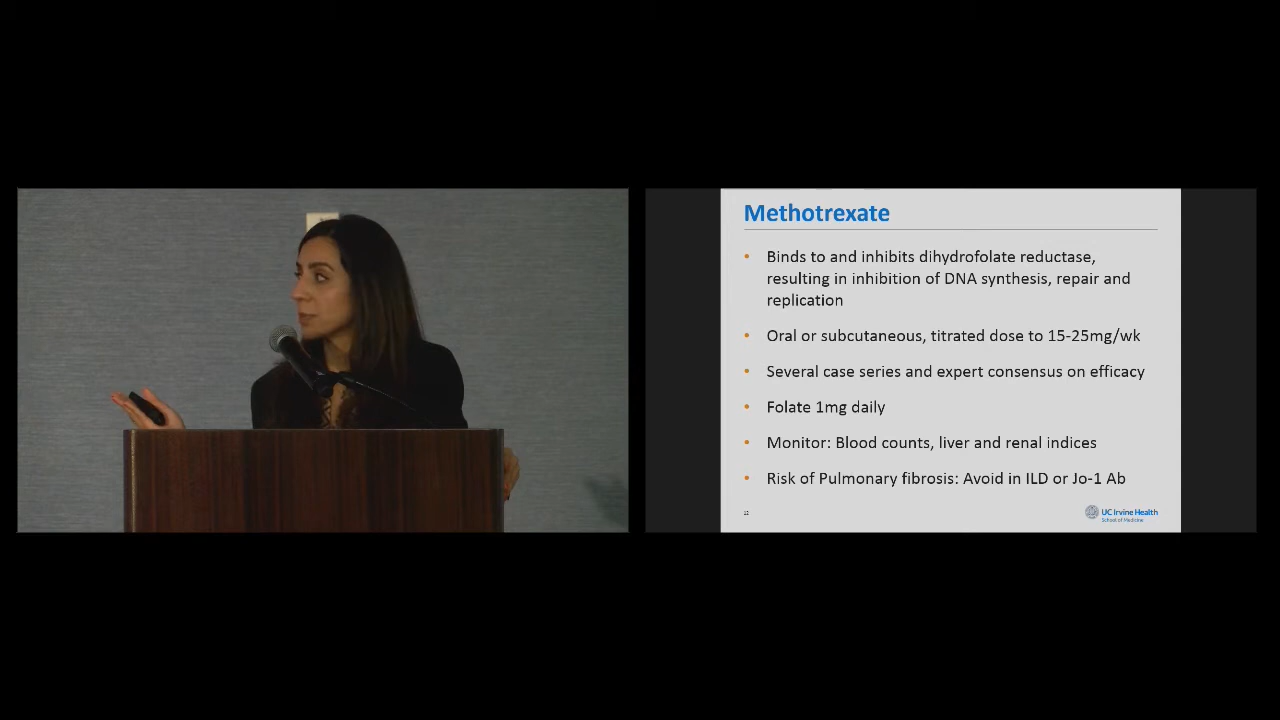 Methotrexate
• Binds to and inhibits dihydrofolate reductase,
resulting in inhibition of DNA synthesis, repair and
replication
• Oral or subcutaneous, titrated dose to 15-25mg/wk
• Several case series and expert consensus on efficacy
• Folate 1mg daily
• Monitor: Blood counts, liver and renal indices
• Risk of Pulmonary fibrosis: Avoid in ILD or Jo-1 Ab
UC Irvine Health
School of Medicine